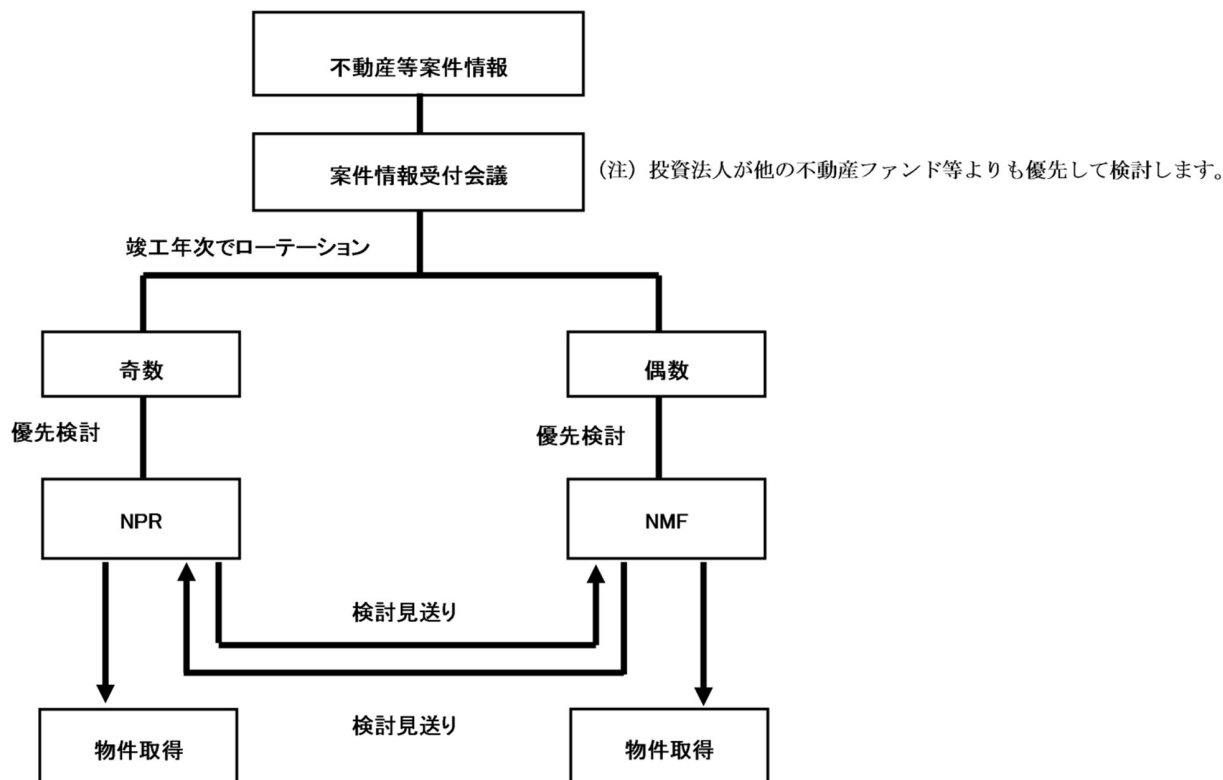 不動産等案件情報
案件情報受付会議
(注) 投資法人が他の不動産ファンド等よりも優先して検討します。
竣工年次でローテーション
奇数
偶数
優先検討
優先検討
NPR
NMF
検討見送り
検討見送り
物件取得
物件取得